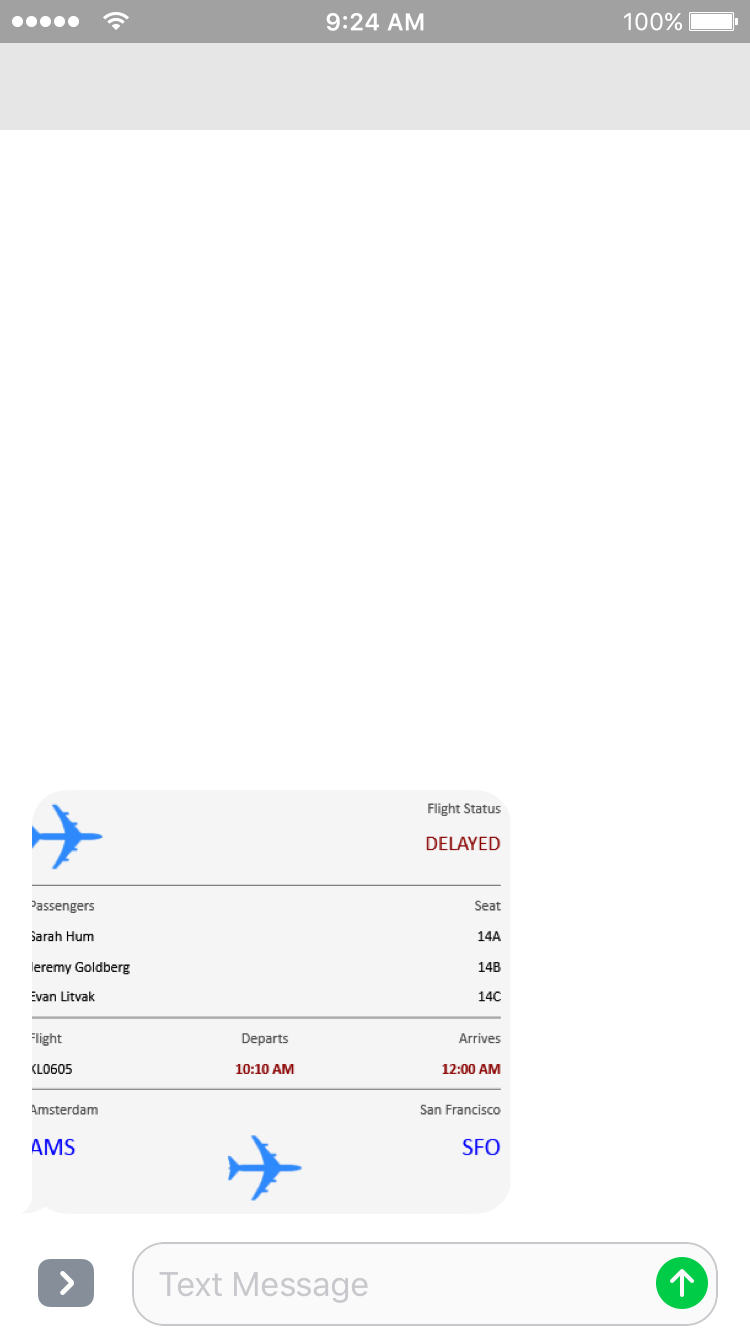 9:24 AM 100%
Flight Status
DELAYED
Passengers Seat
Sarah Hum 14A
Jeremy Goldberg 14B
Evan Litvak 14C
Flight Departs Arrives
KL0605 10:10 AM 12:00 AM
Amsterdam San Francisco
AMS SFO
Text Message